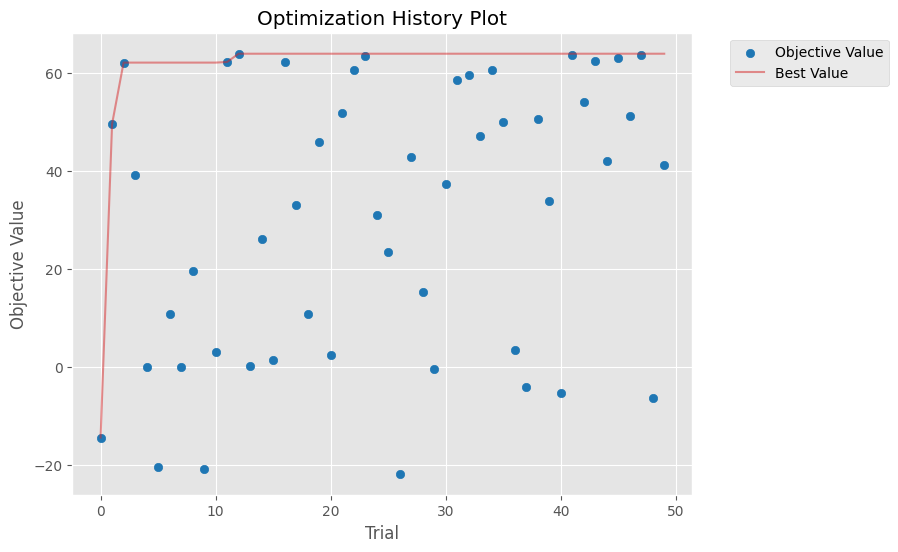 Optimization History Plot
Objective Value
Best Value
Objective Value
60
40
20
0
−20
0 10 20 30 40 50
Trial